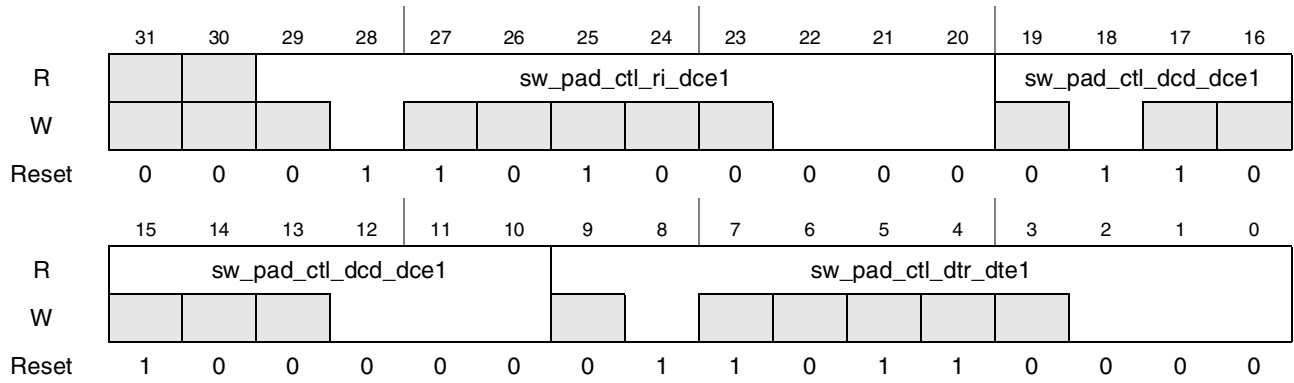 31 30 29 28 27 26 25 24 23 22 21 20 19 18 17 16
R sw_pad_ctl_ri_dce1 sw_pad_ctl_dcd_dce1
W
Reset 0 0 0 1 1 0 1 0 0 0 0 0 0 1 1 0
15 14 13 12 11 10 9 8 7 6 5 4 3 2 1 0
R sw_pad_ctl_dcd_dce1 sw_pad_ctl_dtr_dte1
W
Reset 1 0 0 0 0 0 0 1 1 0 1 1 0 0 0 0